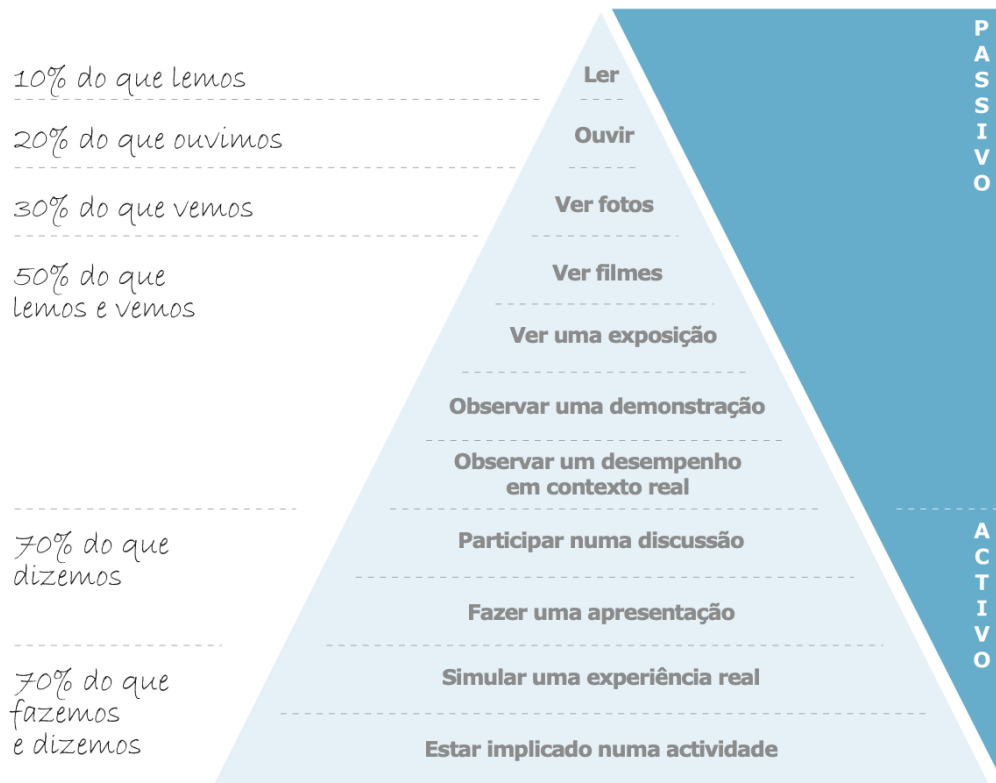 10% do que lemos
Ler
20% do que ouvimos
Ouvir
30% do que vemos
Ver fotos
50% do que
lemos e vemos
Ver filmes
Ver uma exposição
Observar uma demonstração
Observar um desempenho
em contexto real
PASSIVO
70% do que
dizemos
Participar numa discussão
Fazer uma apresentação
70% do que
fazemos
e dizemos
Simular uma experiência real
Estar implicado numa actividade
ACTIVO